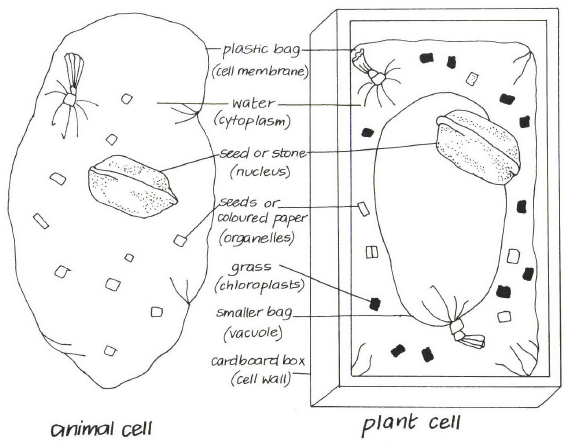 plastic bag
(cell membrane)
water
(cytoplasm)
seed or stone
(nucleus)
seeds or
coloured paper
(organelles)
grass
(chloroplasts)
smaller bag
(vacuole)
cardboard box
(cell wall)
animal cell
plant cell